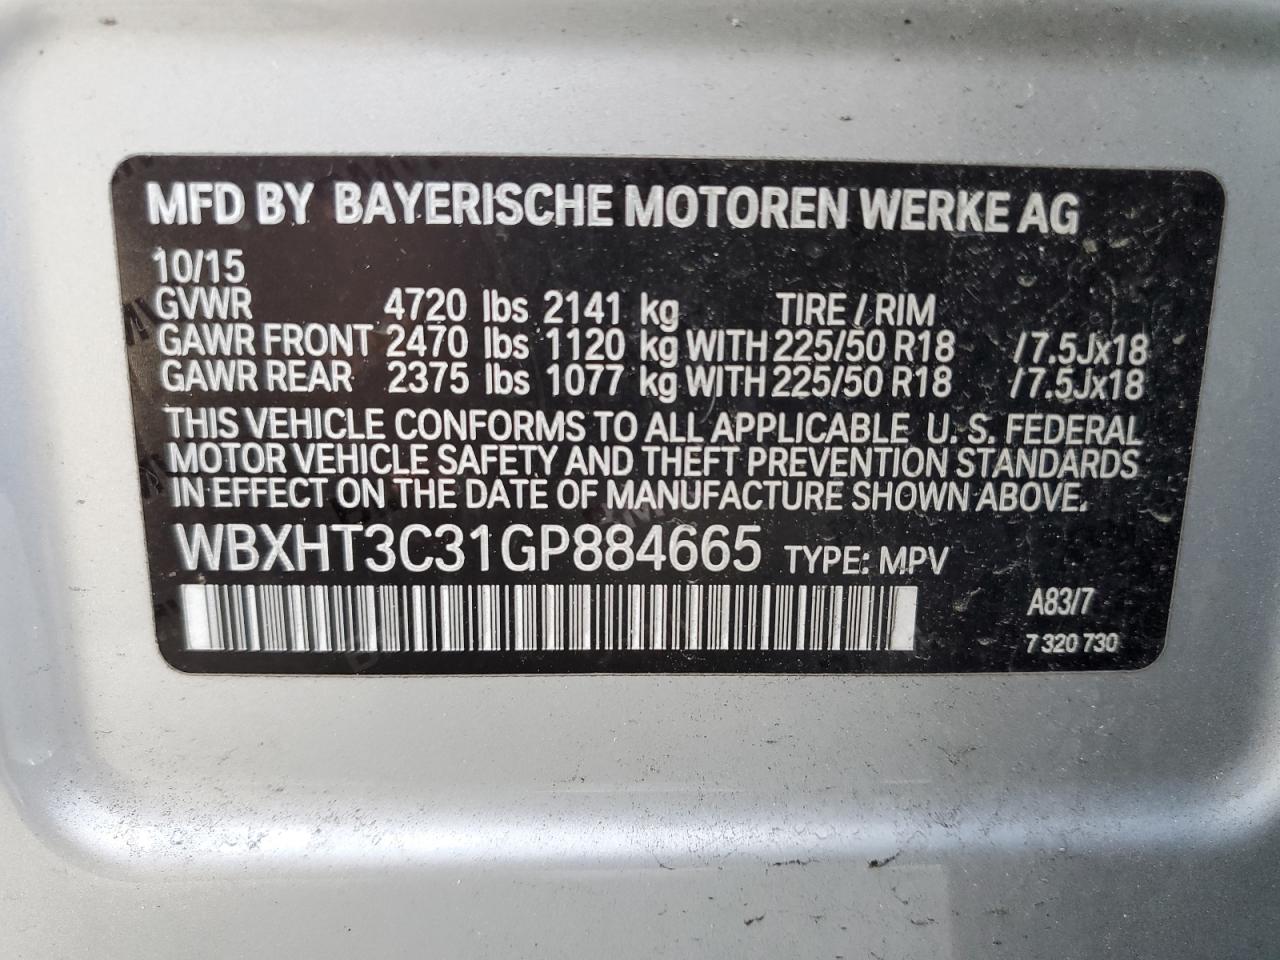 MFD BY BAYERISCHE MOTOREN WERKE AG
10/15
GVWR 4720 lbs 2141 kg TIRE / RIM
GAWR FRONT 2470 lbs 1120 kg WITH 225/50 R18 /7.5Jx18
GAWR REAR 2375 lbs 1077 kg WITH 225/50 R18 /7.5Jx18
THIS VEHICLE CONFORMS TO ALL APPLICABLE U. S. FEDERAL
MOTOR VEHICLE SAFETY AND THEFT PREVENTION STANDARDS
IN EFFECT ON THE DATE OF MANUFACTURE SHOWN ABOVE.
WBXHT3C31GP884665 TYPE: MPV
A83/7
7 320 730